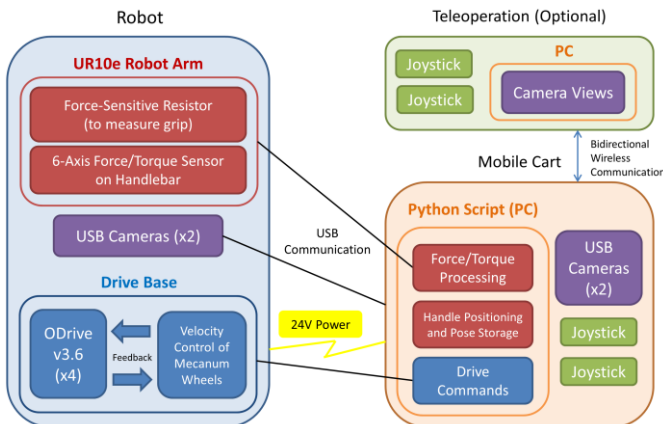 Robot
UR10e Robot Arm
Force-Sensitive Resistor
(to measure grip)
6-Axis Force/Torque Sensor
on Handlebar
USB Cameras (x2)
Drive Base
ODrive
v3.6
(x4)
Feedback
Velocity
Control of
Mecanum
Wheels
USB
Communication
24V Power
Teleoperation (Optional)
Joystick
Joystick
PC
Camera Views
Bidirectional
Wireless
Communication
Mobile Cart
Python Script (PC)
Force/Torque
Processing
Handle Positioning
and Pose Storage
Drive
Commands
USB
Cameras
(x2)
Joystick
Joystick